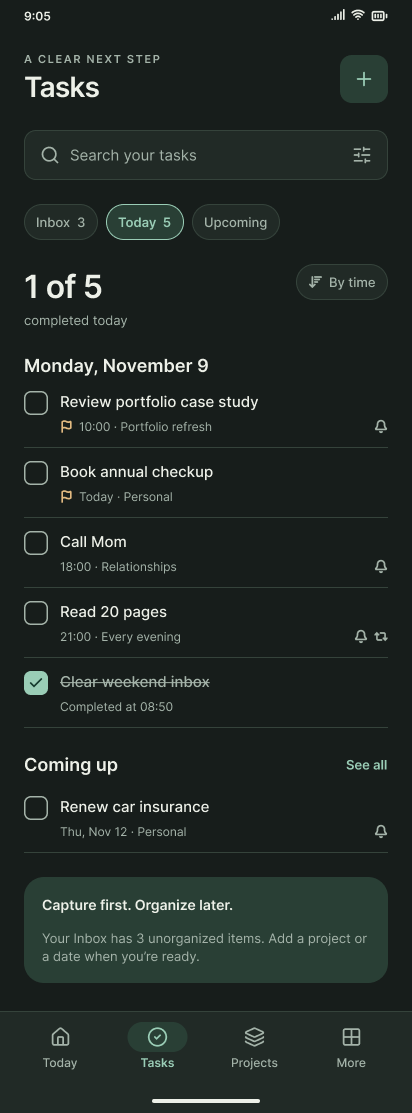 9:05
A CLEAR NEXT STEP
Tasks
Search your tasks
Inbox 3
Today 5
Upcoming
1 of 5
By time
completed today
Monday, November 9
Review portfolio case study
10:00 · Portfolio refresh
Book annual checkup
Today · Personal
Call Mom
18:00 · Relationships
Read 20 pages
21:00 · Every evening
Clear weekend inbox
Completed at 08:50
Coming up
See all
Renew car insurance
Thu, Nov 12 · Personal
Capture first. Organize later.
Your Inbox has 3 unorganized items. Add a project or
a date when you're ready.
Today
Tasks
Projects
More